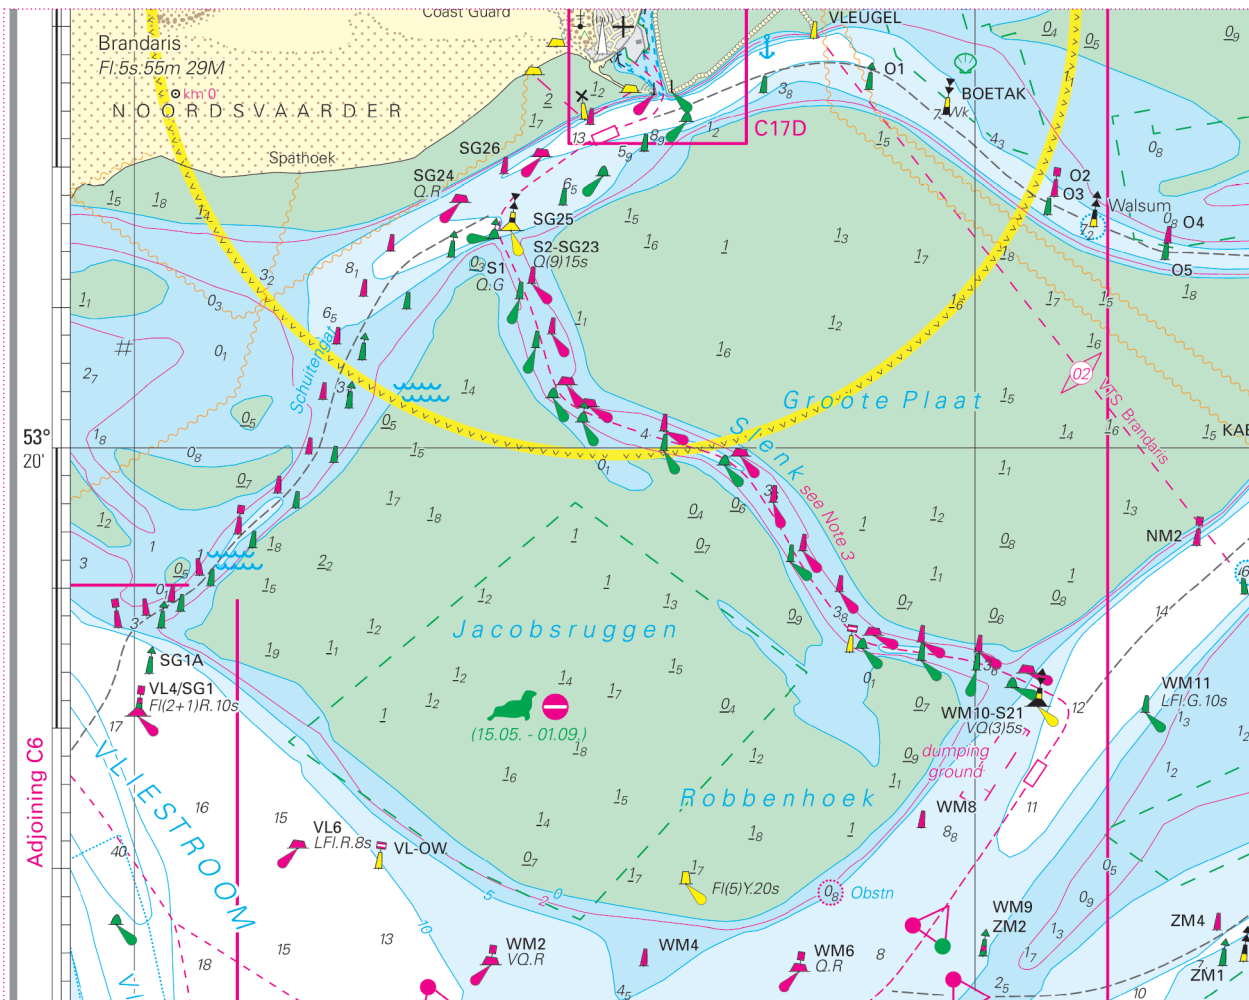 Coast Guard
VLEUGEL
Brandaris
Fl.5s.55m 29M
km 0
NOORDSVAARDER
Spathoek
C17D
O1
BOETAK
Wk
SG26
SG24
Q.R
SG25
S2-SG23
Q(9)15s
S1
Q.G
O2
O3
Walsum
O4
O5
Schuitengat
Groote Plaat
02
VTS Brandaris
53°
20'
Slenk
see Note 3
KAB
NM2
Jacobsruggen
SG1A
VL4/SG1
Fl(2+1)R.10s
(15.05. - 01.09.)
WM10-S21
VQ(3)5s
WM11
LFl.G.10s
dumping
ground
Robbenhoek
VLIESTROOM
Adjoining C6
VL6
LFl.R.8s
VL-OW
WM8
Fl(5)Y.20s
Obstn
WM2
VQ.R
WM4
WM6
Q.R
WM9
ZM2
ZM4
ZM1
VL